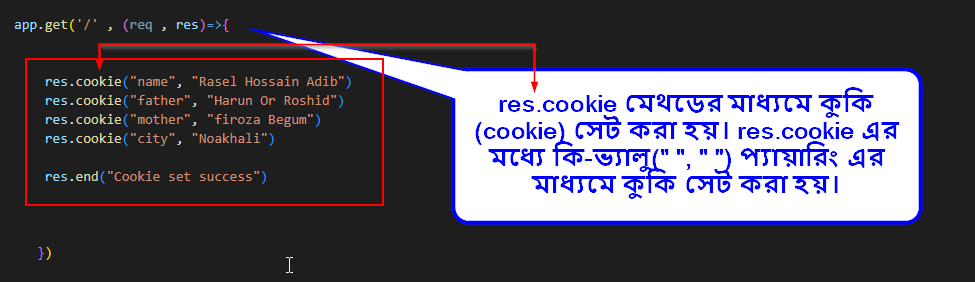 app.get('/' , (req , res)=>{
res.cookie("name", "Rasel Hossain Adib")
res.cookie("father", "Harun Or Roshid")
res.cookie("mother", "firoza Begum")
res.cookie("city", "Noakhali")
res.end("Cookie set success")
})
res.cookie মেথডের মাধ্যমে কুকি
(cookie) সেট করা হয়। res.cookie এর
মধ্যে কি-ভ্যালু(" ", " ") প্যায়ারিং এর
মাধ্যমে কুকি সেট করা হয়।